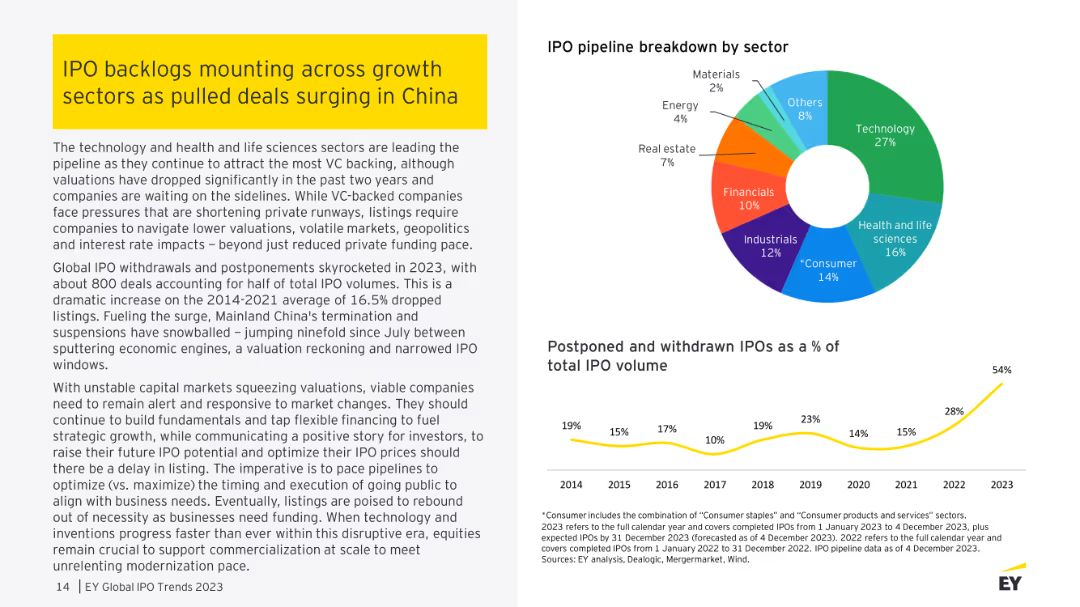 IPO backlogs mounting across growth
sectors as pulled deals surging in China
The technology and health and life sciences sectors are leading the
pipeline as they continue to attract the most VC backing, although
valuations have dropped significantly in the past two years and
companies are waiting on the sidelines. While VC-backed companies
face pressures that are shortening private runways, listings require
companies to navigate lower valuations, volatile markets, geopolitics
and interest rate impacts – beyond just reduced private funding pace.
Global IPO withdrawals and postponements skyrocketed in 2023, with
about 800 deals accounting for half of total IPO volumes. This is a
dramatic increase on the 2014-2021 average of 16.5% dropped
listings. Fueling the surge, Mainland China's termination and
suspensions have snowballed – jumping ninefold since July between
sputtering economic engines, a valuation reckoning and narrowed IPO
windows.
With unstable capital markets squeezing valuations, viable companies
need to remain alert and responsive to market changes. They should
continue to build fundamentals and tap flexible financing to fuel
strategic growth, while communicating a positive story for investors, to
raise their future IPO potential and optimize their IPO prices should
there be a delay in listing. The imperative is to pace pipelines to
optimize (vs. maximize) the timing and execution of going public to
align with business needs. Eventually, listings are poised to rebound
out of necessity as businesses need funding. When technology and
inventions progress faster than ever within this disruptive era, equities
remain crucial to support commercialization at scale to meet
unrelenting modernization pace.
14 | EY Global IPO Trends 2023
IPO pipeline breakdown by sector
Materials
2%
Others
8%
Energy
4%
Technology
27%
Real estate
7%
Financials
10%
Health and life
sciences
16%
Industrials
12%
*Consumer
14%
Postponed and withdrawn IPOs as a % of
total IPO volume
19%
15%
17%
10%
19%
23%
14%
15%
28%
54%
2014
2015
2016
2017
2018
2019
2020
2021
2022
2023
*Consumer includes the combination of “Consumer staples” and “Consumer products and services” sectors.
2023 refers to the full calendar year and covers completed IPOs from 1 January 2023 to 4 December 2023, plus
expected IPOs by 31 December 2023 (forecasted as of 4 December 2023). 2022 refers to the full calendar year and
covers completed IPOs from 1 January 2022 to 31 December 2022. IPO pipeline data as of 4 December 2023.
Sources: EY analysis, Dealogic, Mergermarket, Wind.
EY